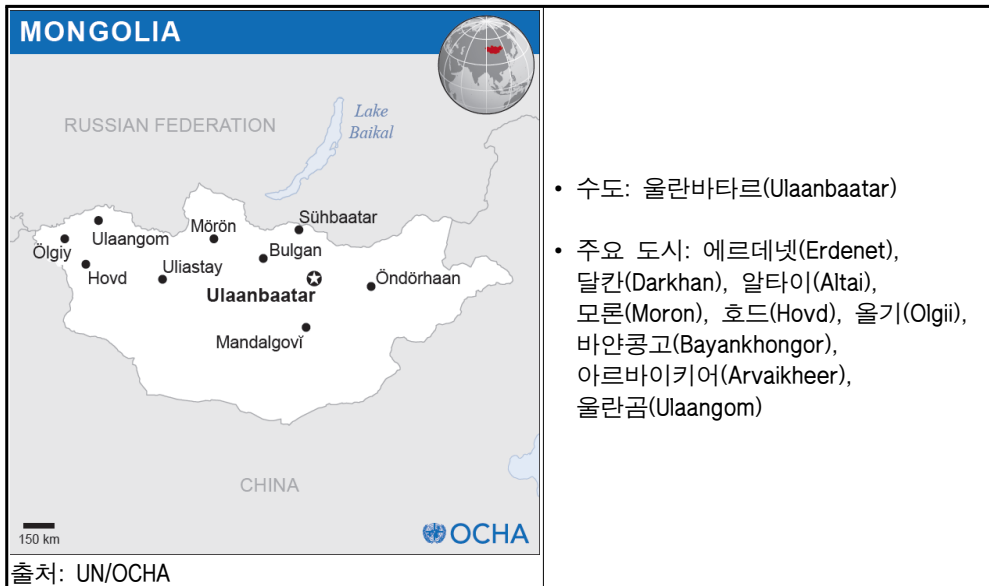 MONGOLIA
Lake
Baikal
RUSSIAN FEDERATION
Sühbaatar
Mörön
Ulaangom
Ölgiy
Bulgan
Hovd
Uliastay
Öndörhaan
Ulaanbaatar
Mandalgovĭ
CHINA
150 km
OCHA
출처: UN/OCHA
• 수도: 울란바타르(Ulaanbaatar)
• 주요 도시: 에르데넷(Erdenet),
달칸(Darkhan), 알타이(Altai),
모론(Moron), 호드(Hovd), 올기(Olgii),
바얀콩고(Bayankhongor),
아르바이키어(Arvaikheer),
울란곰(Ulaangom)